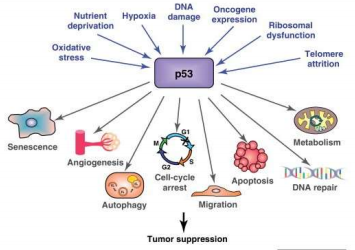 DNA
damage
Oncogene
expression
Nutrient
deprivation
Hypoxia
Ribosomal
dysfunction
Oxidative
stress
Telomere
attrition
p53
Senescence
Angiogenesis
Autophagy
G1
M
S
G2
Cell-cycle
arrest
Migration
Apoptosis
DNA repair
Metabolism
Tumor suppression